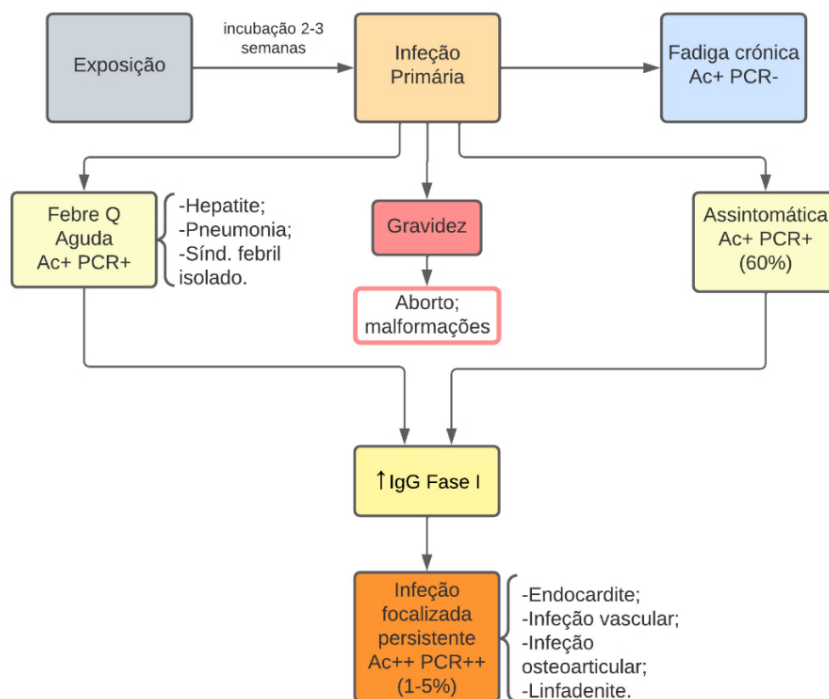 Exposição
incubação 2-3
semanas
Infeção
Primária
Fadiga crónica
Ac+ PCR-
Febre Q
Aguda
Ac+ PCR+
-Hepatite;
-Pneumonia;
-Sínd. febril
isolado.
Gravidez
Aborto;
malformações
Assintomática
Ac+ PCR+
(60%)
↑IgG Fase I
Infeção
focalizada
persistente
Ac++ PCR++
(1-5%)
-Endocardite;
-Infeção vascular;
-Infeção
osteoarticular;
-Linfadenite.